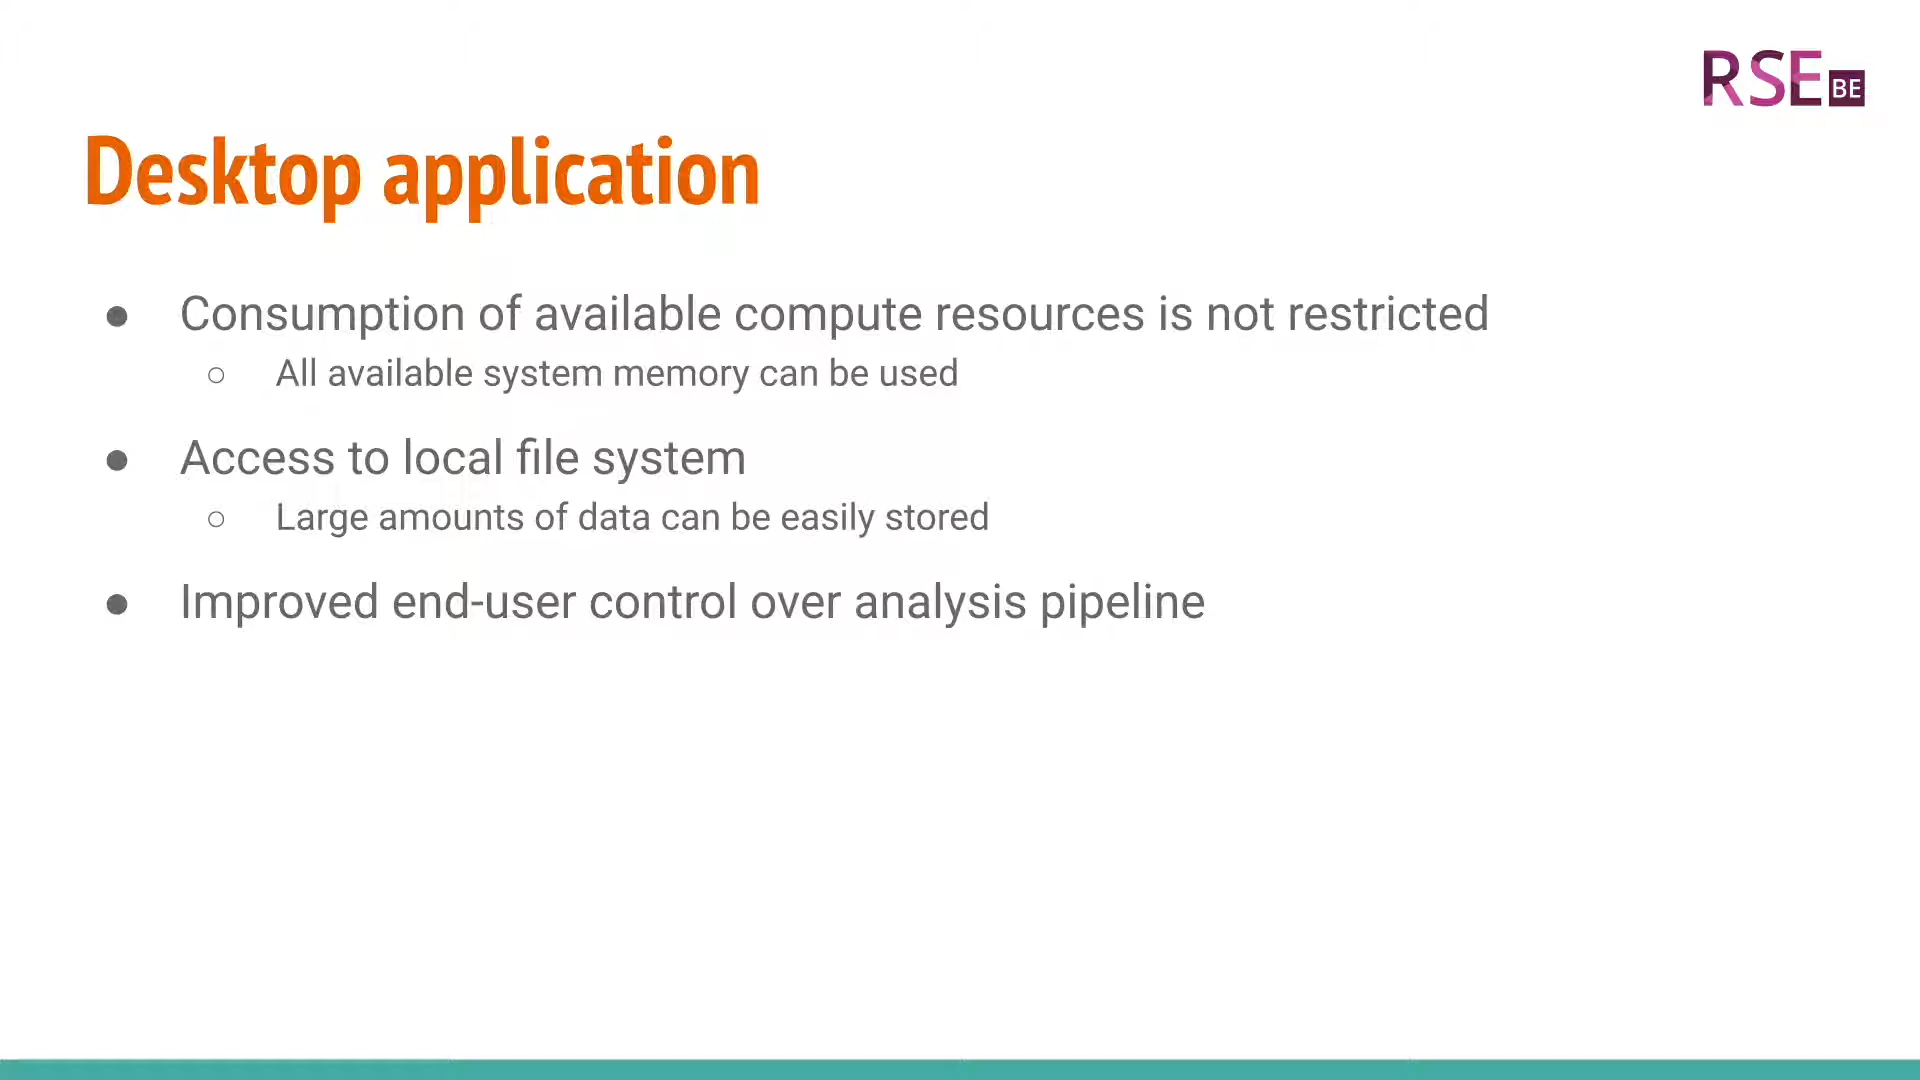 RSE BE
Desktop application
● Consumption of available compute resources is not restricted
○ All available system memory can be used
● Access to local file system
○ Large amounts of data can be easily stored
● Improved end-user control over analysis pipeline